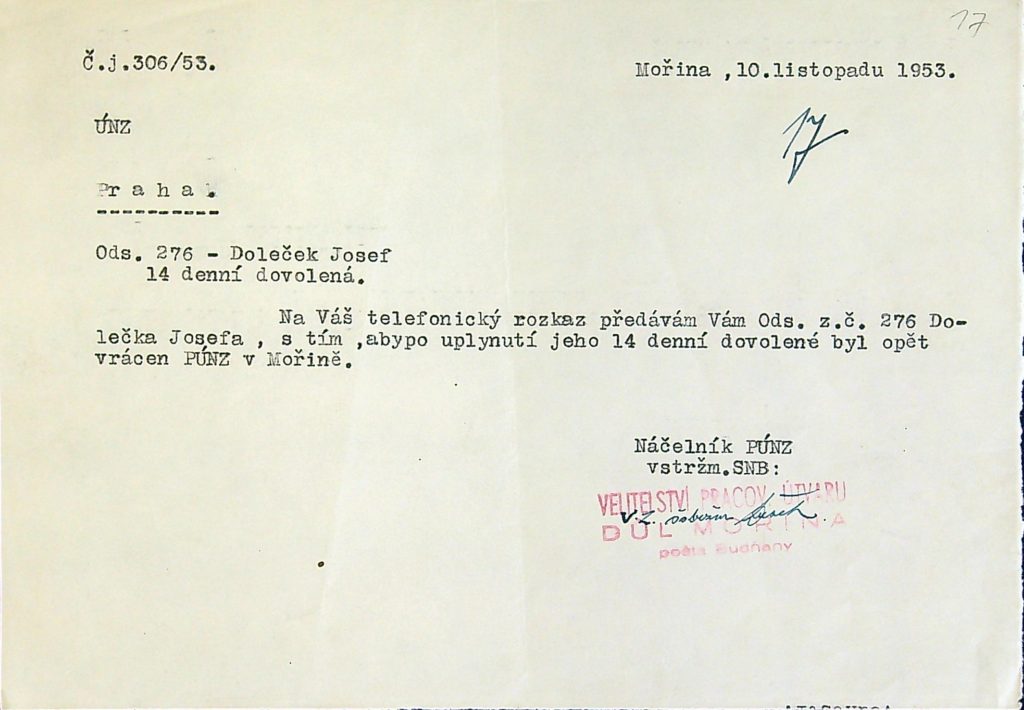 17
Č.j.306/53.
Mořina ,10.listopadu 1953.
17
ÚNZ
Praha.
Ods. 276 - Doleček Josef
14 denní dovolená.
Na Váš telefonický rozkaz předávám Vám Ods. z.č. 276 Do-
lečka Josefa , s tím ,abypo uplynutí jeho 14 denní dovolené byl opět
vrácen PÚNZ v Mořině.
Náčelník PÚNZ
vstržm.SNB:
VELITELSTVÍ PRACOV. ÚTVARU
v.z.
DŮL MOŘINA
pošta Budňany